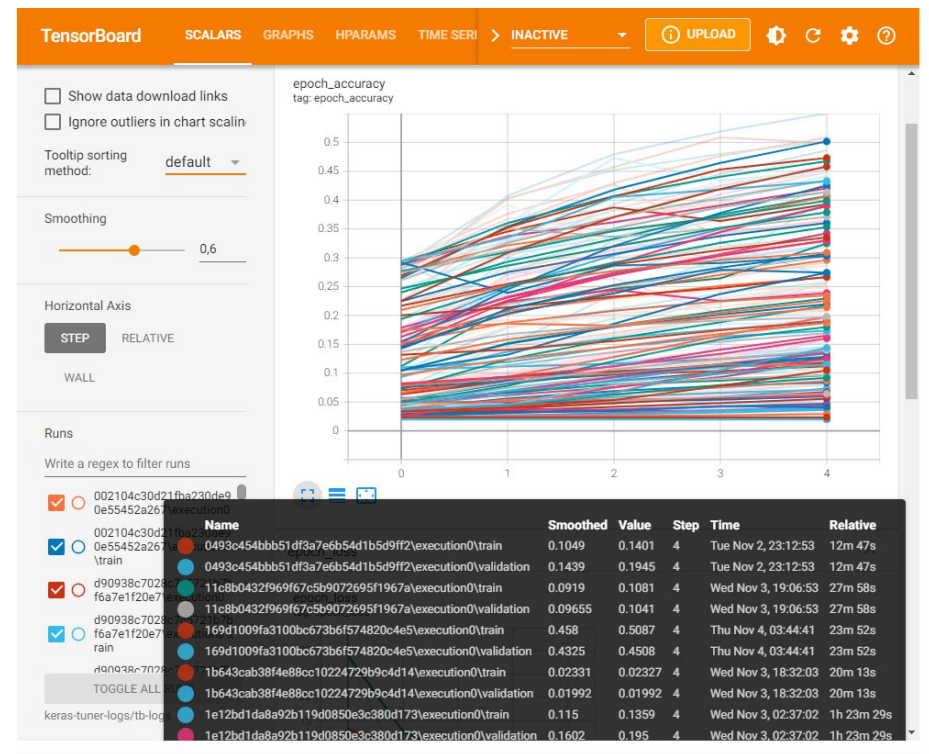 TensorBoard
SCALARS GRAPHS HPARAMS TIME SERI
INACTIVE
UPLOAD
Show data download links
Ignore outliers in chart scalin
Tooltip sorting
method:
default
Smoothing
0,6
Horizontal Axis
STEP RELATIVE
WALL
Runs
Write a regex to filter runs
002104c30d21fba230de9
0e55452a267\execution0
002104c30d21fba230de9
0e55452a267\
\train
d90938c7028c
f6a7e1f20e7
d90938c7028c
f6a7e1f20e7
rain
d90938c7028
TOGGLE ALL
keras-tuner-logs/tb-logs
epoch_accuracy
tag: epoch_accuracy
0.5
0.45
0.4
0.35
0.3
0.25
0.2
0.15
0.1
0.05
0
0 1 2 3 4
epoch_loss
epoch_loss
Name Smoothed Value Step Time Relative
0493c454bbb51df3a7e6b54d1b5d9ff2\execution0\train 0.1049 0.1401 4 Tue Nov 2, 23:12:53 12m 47s
0493c454bbb51df3a7e6b54d1b5d9ff2\execution0\validation 0.1439 0.1945 4 Tue Nov 2, 23:12:53 12m 47s
11c8b0432f969f67c5b9072695f1967a\execution0\train 0.0919 0.1081 4 Wed Nov 3, 19:06:53 27m 58s
11c8b0432f969f67c5b9072695f1967a\execution0\validation 0.09655 0.1041 4 Wed Nov 3, 19:06:53 27m 58s
169d1009fa3100bc673b6f574820c4e5\execution0\train 0.458 0.5087 4 Thu Nov 4, 03:44:41 23m 52s
169d1009fa3100bc673b6f574820c4e5\execution0\validation 0.4325 0.4508 4 Thu Nov 4, 03:44:41 23m 52s
1b643cab38f4e88cc10224729b9c4d14\execution0\train 0.02331 0.02327 4 Wed Nov 3, 18:32:03 20m 13s
1b643cab38f4e88cc10224729b9c4d14\execution0\validation 0.01992 0.01992 4 Wed Nov 3, 18:32:03 20m 13s
1e12bd1da8a92b119d0850e3c380d173\execution0\train 0.115 0.1359 4 Wed Nov 3, 02:37:02 1h 23m 29s
1e12bd1da8a92b119d0850e3c380d173\execution0\validation 0.1602 0.195 4 Wed Nov 3, 02:37:02 1h 23m 29s